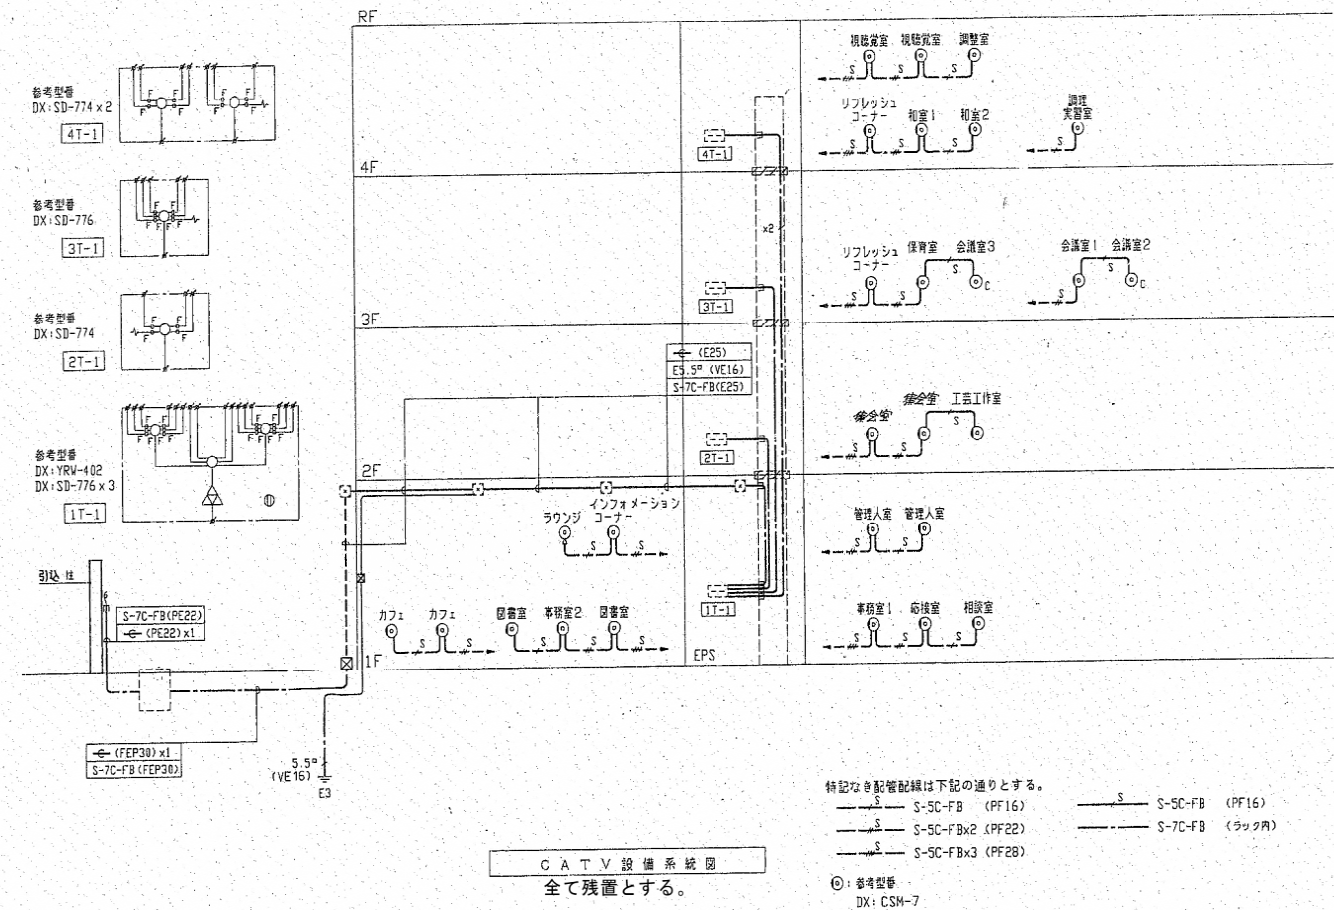 RF
参考型番
DX:SD-774 x 2
4T-1
F F F F F F
4T-1
視聴覚室 視聴覚室 調整室
S S S
リフレッシュ
コーナー 和室1 和室2
S S S
調理
実習室
S
4F
参考型番
DX:SD-776
3T-1
F F F F F F
x2
3T-1
リフレッシュ
コーナー 保育室 会議室3
S S S C
会議室1 会議室2
S S C
3F
参考型番
DX:SD-774
2T-1
F F F F
(E25)
E5.5□ (VE16)
S-7C-FB(E25)
2T-1
工芸工作室
S S S
2F
参考型番
DX:YRW-402
DX:SD-776 x 3
1T-1
F F F F F F F F F F F F
ラウンジ
インフォメーション
コーナー
S S
管理人室 管理人室
S S
1T-1
引込柱
S-7C-FB(PE22)
(PE22) x1
カフェ カフェ
S S
図書室 事務室2 図書室
S S S
事務室1 応接室 相談室
S S S
1F
EPS
(FEP30) x1
S-7C-FB(FEP30)
5.5□
(VE16)
E3
特記なき配管配線は下記の通りとする。
S S-5C-FB (PF16)
S S-5C-FBx2 (PF22)
S S-5C-FBx3 (PF28)
S S-5C-FB (PF16)
S-7C-FB (ラック内)
: 参考型番
DX: CSM-7
CATV設備系統図
全て残置とする。